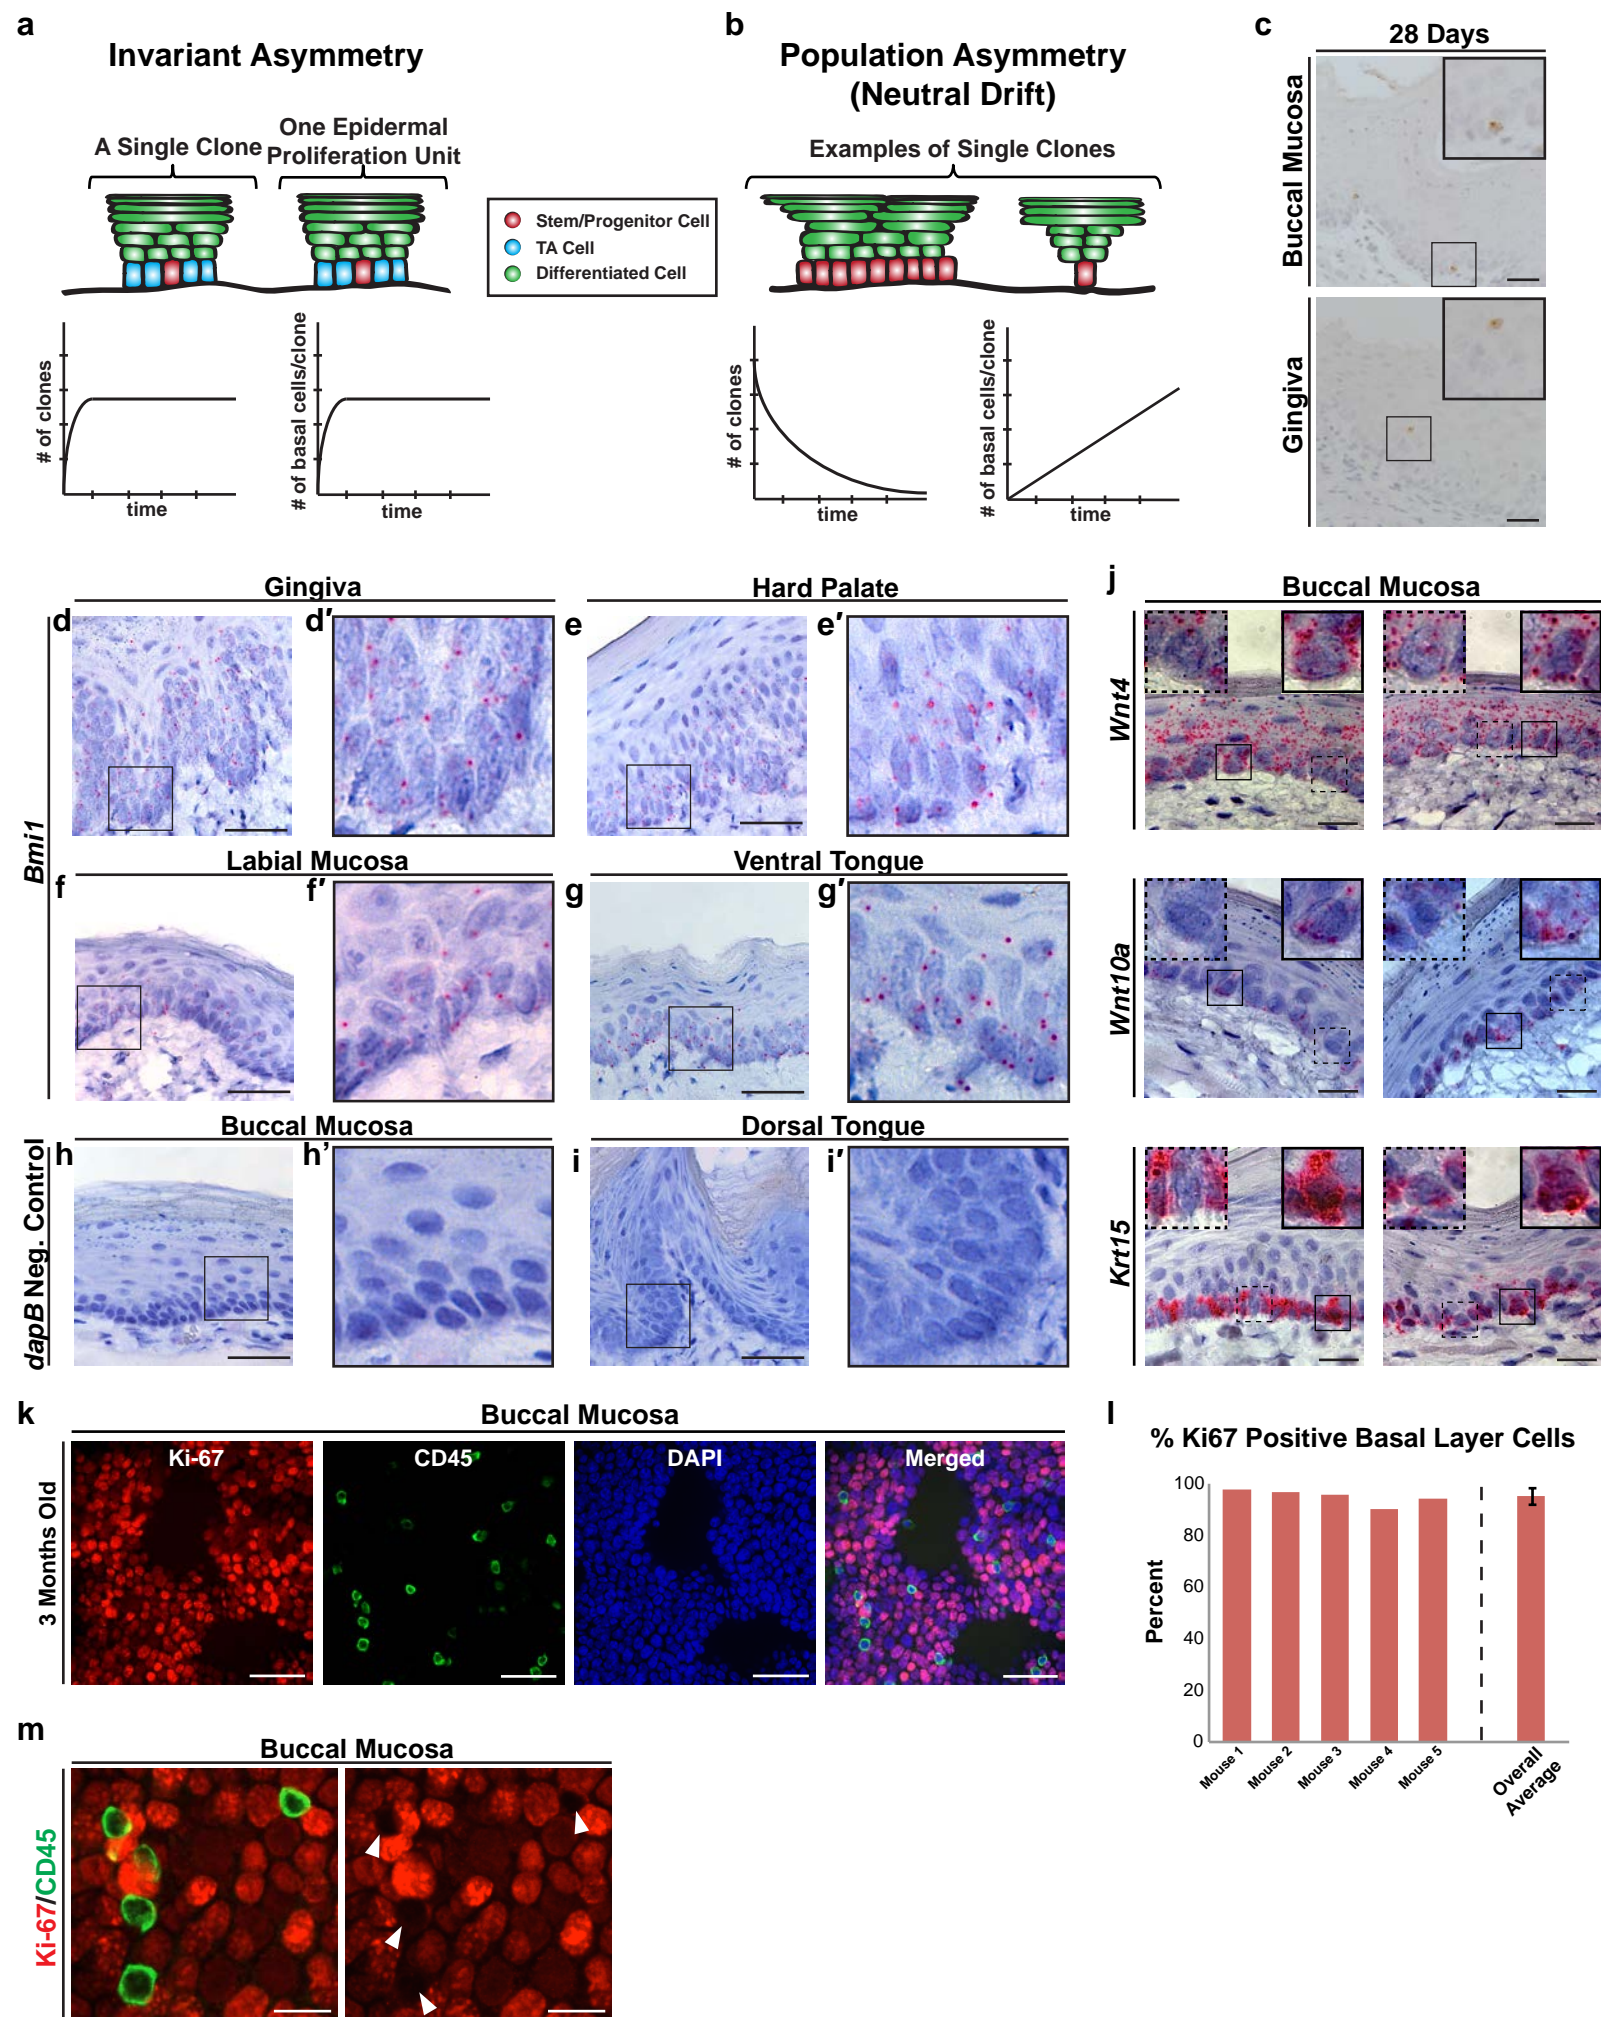 a
Invariant Asymmetry
A Single Clone
One Epidermal
Proliferation Unit
Stem/Progenitor Cell
TA Cell
Differentiated Cell
# of clones
time
# of basal cells/clone
time
b
Population Asymmetry
(Neutral Drift)
Examples of Single Clones
# of clones
time
# of basal cells/clone
time
c
28 Days
Buccal Mucosa
Gingiva
Bmi1
Gingiva
d
d′
Hard Palate
e
e′
Labial Mucosa
f
f′
Ventral Tongue
g
g′
dapB Neg. Control
Buccal Mucosa
h
h’
Dorsal Tongue
i
i′
j
Buccal Mucosa
Wnt4
Wnt10a
Krt15
k
Buccal Mucosa
3 Months Old
Ki-67
CD45
DAPI
Merged
l
% Ki67 Positive Basal Layer Cells
Percent
100
80
60
40
20
0
Mouse 1
Mouse 2
Mouse 3
Mouse 4
Mouse 5
Overall
Average
m
Buccal Mucosa
Ki-67/CD45